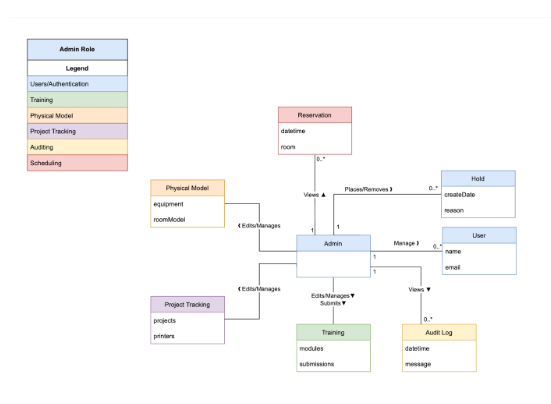 Admin Role
Legend
Users/Authentication
Training
Physical Model
Project Tracking
Auditing
Scheduling
Reservation
datetime
room
0..*
Views ▲
1
Physical Model
equipment
roomModel
⏴Edits/Manages
Places/Removes⏵
0..*
1
Hold
createDate
reason
Admin
Manage⏵
0..*
1
User
name
email
⏴Edits/Manages
Project Tracking
projects
printers
Edits/Manages▼
Submits▼
Training
modules
submissions
1
Views ▼
0..*
Audit Log
datetime
message